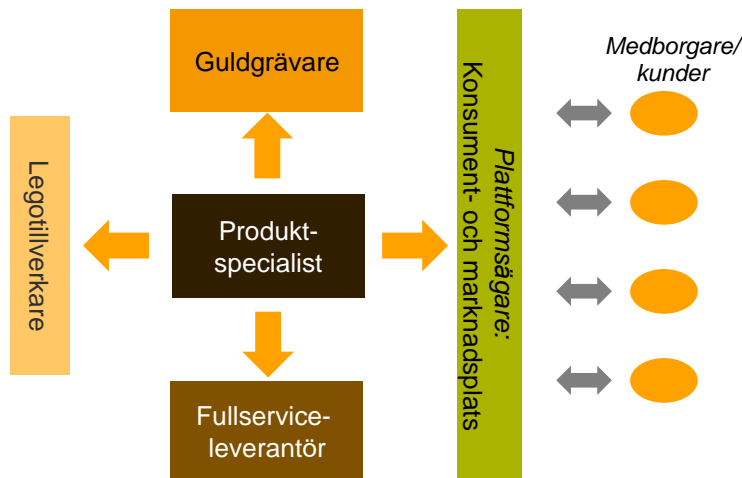 Guldgrävare
Medborgare/
kunder
Legotillverkare
Produkt-
specialist
Plattformsägare:
Konsument- och marknadsplats
Fullservice-
leverantör